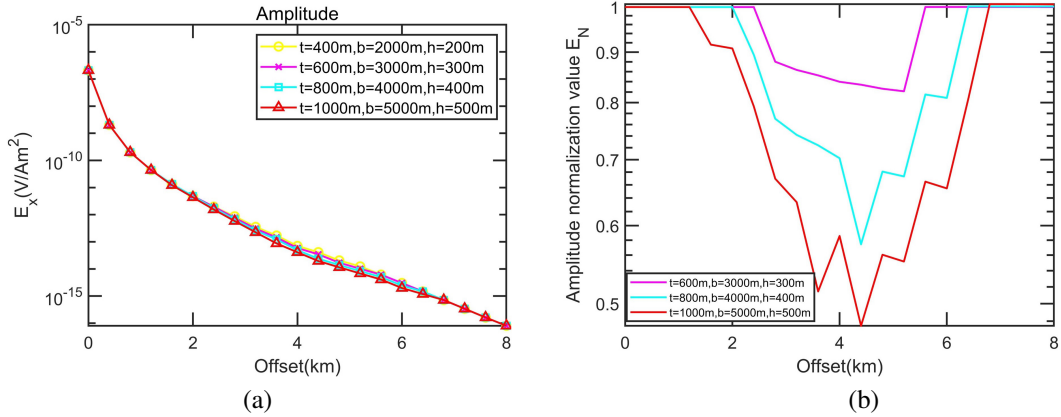 Amplitude
10^-5
10^-10
10^-15
E_x(V/Am^2)
t=400m,b=2000m,h=200m
t=600m,b=3000m,h=300m
t=800m,b=4000m,h=400m
t=1000m,b=5000m,h=500m
0 2 4 6 8
Offset(km)
(a)
1
0.9
0.8
0.7
0.6
0.5
Amplitude normalization value E_N
t=600m,b=3000m,h=300m
t=800m,b=4000m,h=400m
t=1000m,b=5000m,h=500m
0 2 4 6 8
Offset(km)
(b)